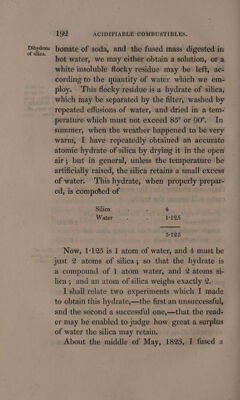 192 ACIDIFIABLE COMBUSTIBLES.
Dihydrate
of silica.
bonate of soda, and the fused mass digested in
hot water, we may either obtain a solution, or a
white insoluble flocky residue may be left, ac-
cording to the quantity of water which we em-
ploy. This flocky residue is a hydrate of silica,
which may be separated by the filter, washed by
repeated effusions of water, and dried in a tem-
perature which must not exceed 85° or 90°. In
summer, when the weather happened to be very
warm, I have repeatedly obtained an accurate
atomic hydrate of silica by drying it in the open
air; but in general, unless the temperature be
artificially raised, the silica retains a small excess
of water. This hydrate, when properly prepar-
ed, is composed of
Silica . . 4
Water . . 1·125
5·125
Now, 1·125 is 1 atom of water, and 4 must be
just 2 atoms of silica; so that the hydrate is
a compound of 1 atom water, and 2 atoms si-
lica; and an atom of silica weighs exactly 2.
I shall relate two experiments which I made
to obtain this hydrate,—the first an unsuccessful,
and the second a successful one,—that the read-
er may be enabled to judge how great a surplus
of water the silica may retain.
About the middle of May, 1823, I fused a